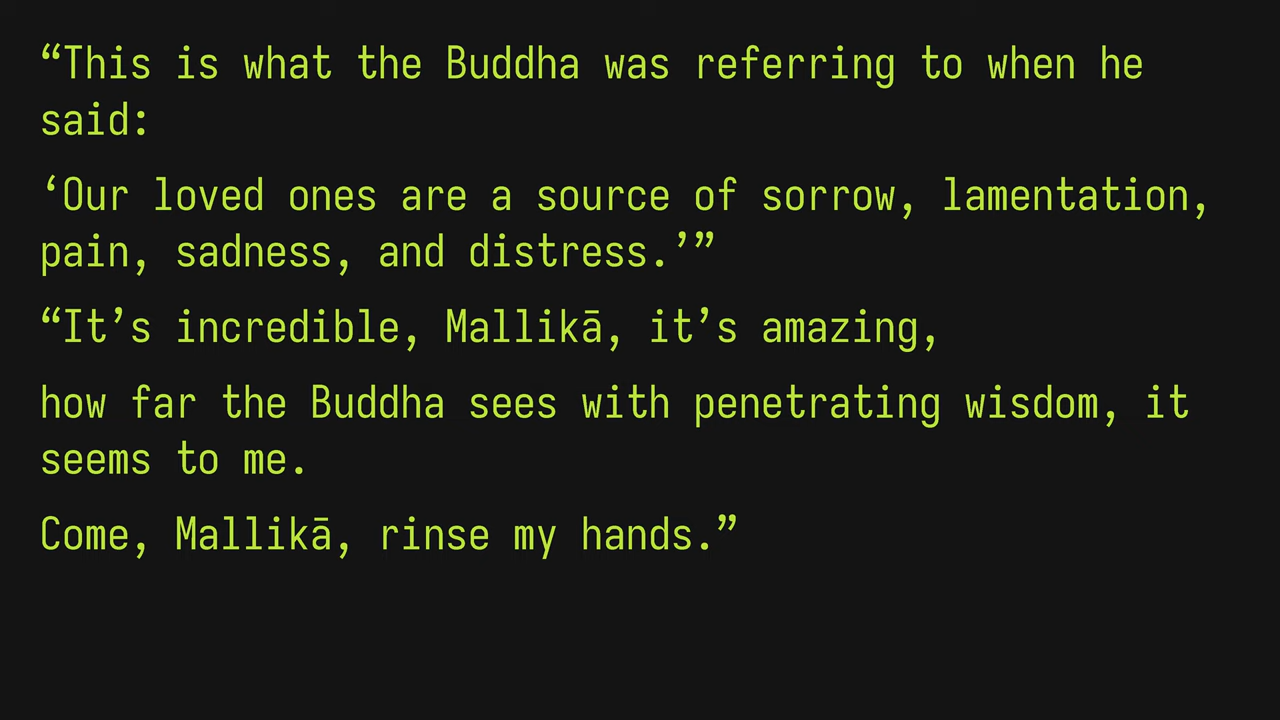 “This is what the Buddha was referring to when he
said:
‘Our loved ones are a source of sorrow, lamentation,
pain, sadness, and distress.’”
“It’s incredible, Mallikā, it’s amazing,
how far the Buddha sees with penetrating wisdom, it
seems to me.
Come, Mallikā, rinse my hands.”